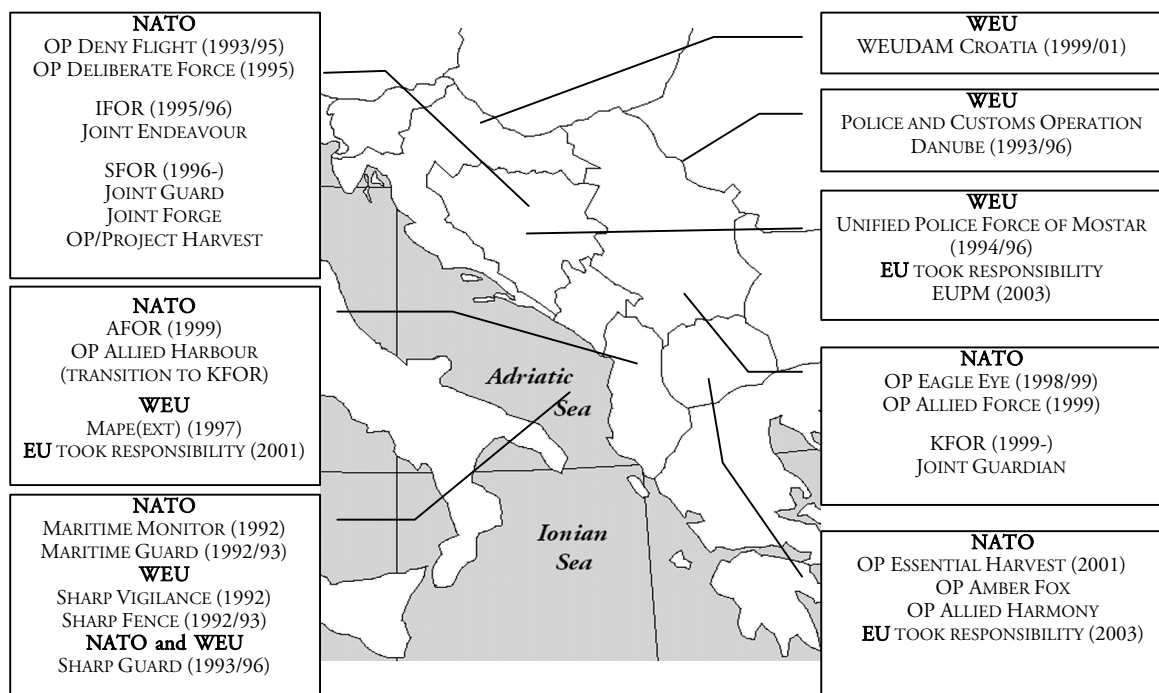 NATO
OP DENY FLIGHT (1993/95)
OP DELIBERATE FORCE (1995)
IFOR (1995/96)
JOINT ENDEAVOUR
SFOR (1996-)
JOINT GUARD
JOINT FORGE
OP/PROJECT HARVEST
NATO
AFOR (1999)
OP ALLIED HARBOUR
(TRANSITION TO KFOR)
WEU
MAPE(EXT) (1997)
EU TOOK RESPONSIBILITY (2001)
NATO
MARITIME MONITOR (1992)
MARITIME GUARD (1992/93)
WEU
SHARP VIGILANCE (1992)
SHARP FENCE (1992/93)
NATO and WEU
SHARP GUARD (1993/96)
Adriatic
Sea
Ionian
Sea
WEU
WEUDAM CROATIA (1999/01)
WEU
POLICE AND CUSTOMS OPERATION
DANUBE (1993/96)
WEU
UNIFIED POLICE FORCE OF MOSTAR
(1994/96)
EU TOOK RESPONSIBILITY
EUPM (2003)
NATO
OP EAGLE EYE (1998/99)
OP ALLIED FORCE (1999)
KFOR (1999-)
JOINT GUARDIAN
NATO
OP ESSENTIAL HARVEST (2001)
OP AMBER FOX
OP ALLIED HARMONY
EU TOOK RESPONSIBILITY (2003)